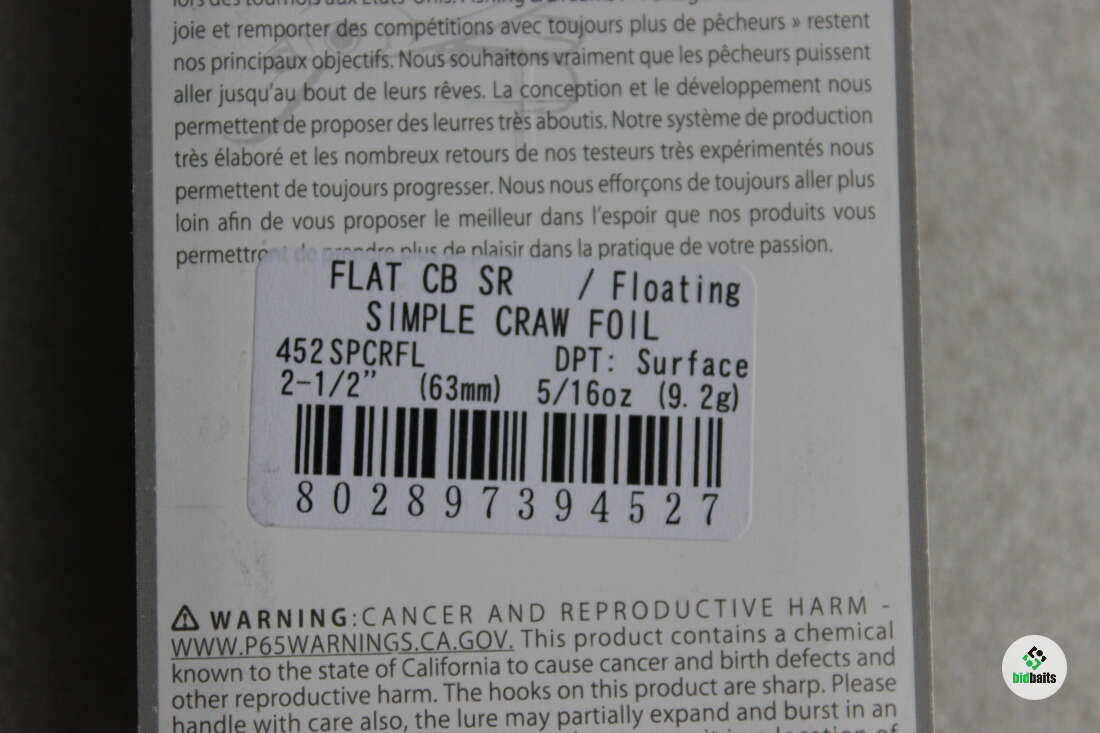 joie et remporter des compétitions avec toujours plus de pêcheurs » restent
nos principaux objectifs. Nous souhaitons vraiment que les pêcheurs puissent
aller jusqu'au bout de leurs rêves. La conception et le développement nous
permettent de proposer des leurres très aboutis. Notre système de production
très élaboré et les nombreux retours de nos testeurs très expérimentés nous
permettent de toujours progresser. Nous nous efforçons de toujours aller plus
loin afin de vous proposer le meilleur dans l'espoir que nos produits vous
de prendre plus de plaisir dans la pratique de votre passion.
FLAT CB SR / Floating
SIMPLE CRAW FOIL
452SPCRFL DPT: Surface
2-1/2" (63mm) 5/16oz (9.2g)
802897394527
⚠ WARNING:CANCER AND REPRODUCTIVE HARM -
WWW.P65WARNINGS.CA.GOV. This product contains a chemical
known to the state of California to cause cancer and birth defects and
other reproductive harm. The hooks on this product are sharp. Please
handle with care also, the lure may partially expand and burst in an
bidbaits